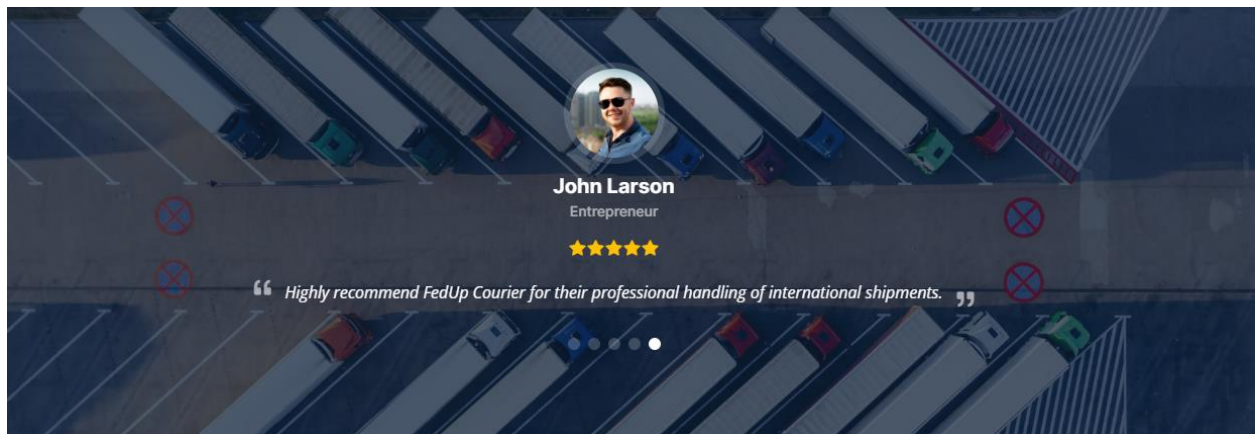 John Larson
Entrepreneur
“ Highly recommend FedUp Courier for their professional handling of international shipments. ”